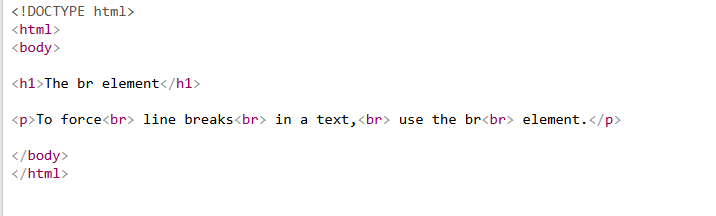 <!DOCTYPE html>
<html>
<body>
<h1>The br element</h1>
<p>To force<br> line breaks<br> in a text,<br> use the br<br> element.</p>
</body>
</html>